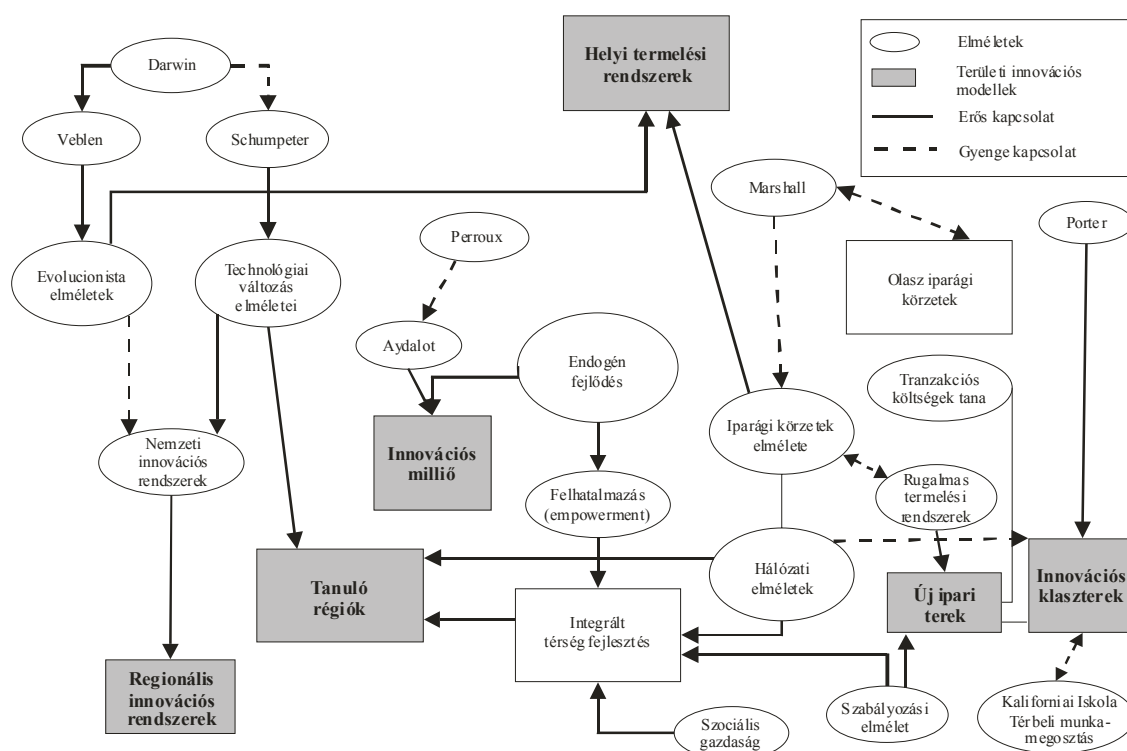 Darwin
Helyi termelési
rendszerek
Elméletek
Területi innovációs
modellek
Erős kapcsolat
Gyenge kapcsolat
Veblen
Schumpeter
Marshall
Porter
Perroux
Evolucionista
elméletek
Technológiai
változás
elméletei
Olasz iparági
körzetek
Aydalot
Endogén
fejlődés
Tranzakciós
költségek tana
Innovációs
millió
Iparági körzetek
elmélete
Nemzeti
innovációs
rendszerek
Felhatalmazás
(empowerment)
Rugalmas
termelési
rendszerek
Tanuló
régiók
Hálózati
elméletek
Új ipari
terek
Innovációs
klaszterek
Integrált
térség fejlesztés
Regionális
innovációs
rendszerek
Szociális
gazdaság
Szabályozási
elmélet
Kaliforniai Iskola
Térbeli munka-
megosztás